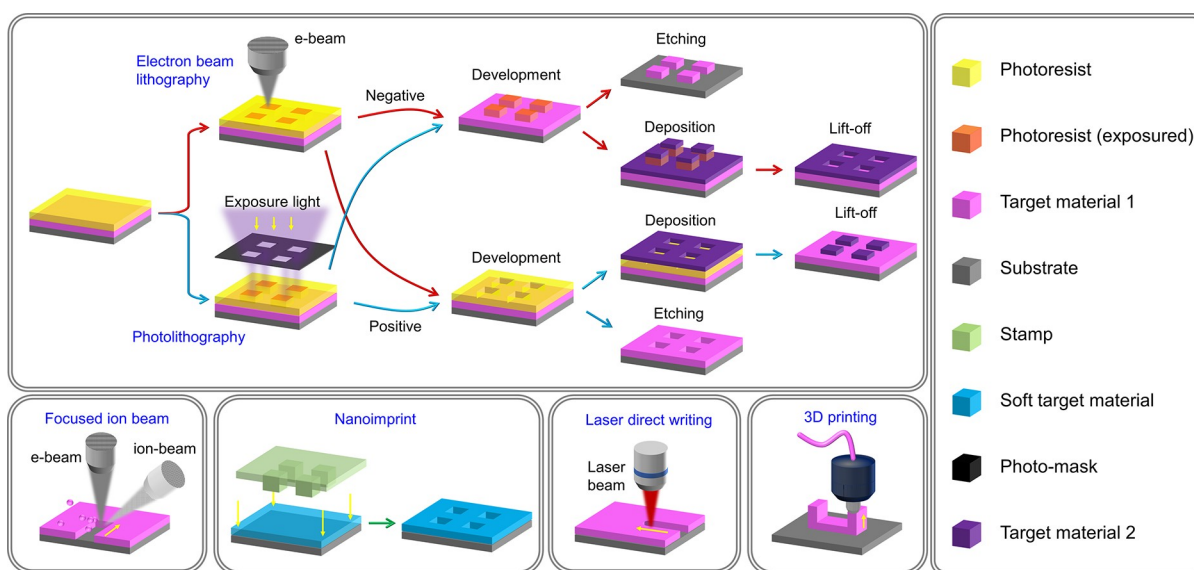 e-beam
Electron beam
lithography
Negative
Development
Etching
Deposition
Lift-off
Exposure light
Photolithography
Positive
Development
Deposition
Lift-off
Etching
Focused ion beam
e-beam
ion-beam
Nanoimprint
Laser direct writing
Laser
beam
3D printing
Photoresist
Photoresist (exposured)
Target material 1
Substrate
Stamp
Soft target material
Photo-mask
Target material 2